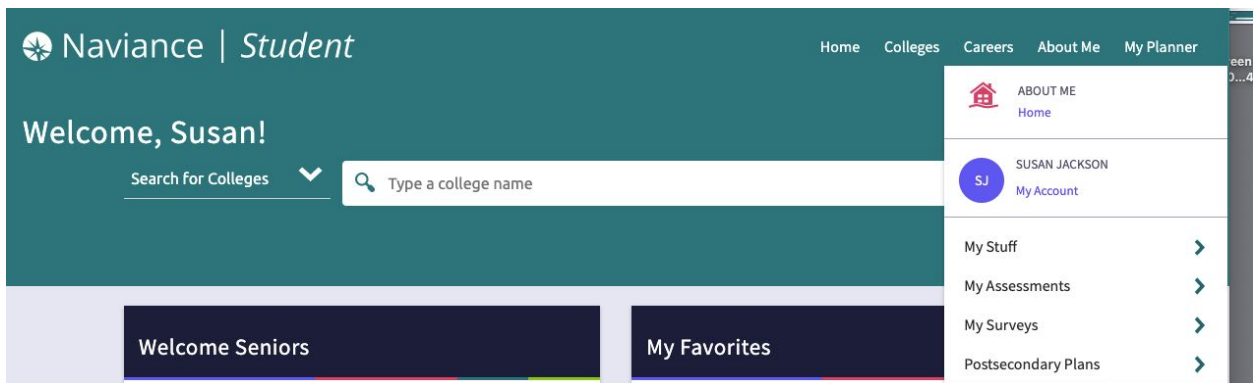 Naviance | Student
Home Colleges Careers About Me My Planner
ABOUT ME
Home
Welcome, Susan!
Search for Colleges
Type a college name
SJ
SUSAN JACKSON
My Account
My Stuff
My Assessments
My Surveys
Postsecondary Plans
Welcome Seniors
My Favorites